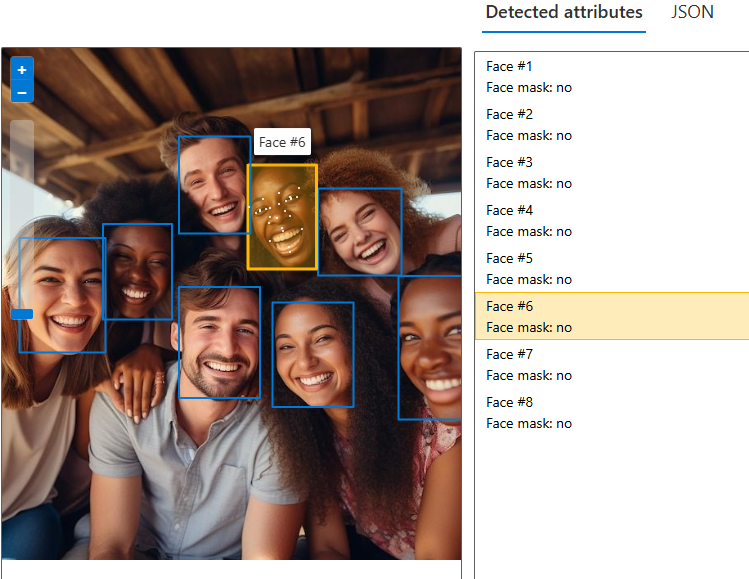 Detected attributes JSON
+
−
Face #6
Face #1
Face mask: no
Face #2
Face mask: no
Face #3
Face mask: no
Face #4
Face mask: no
Face #5
Face mask: no
Face #6
Face mask: no
Face #7
Face mask: no
Face #8
Face mask: no